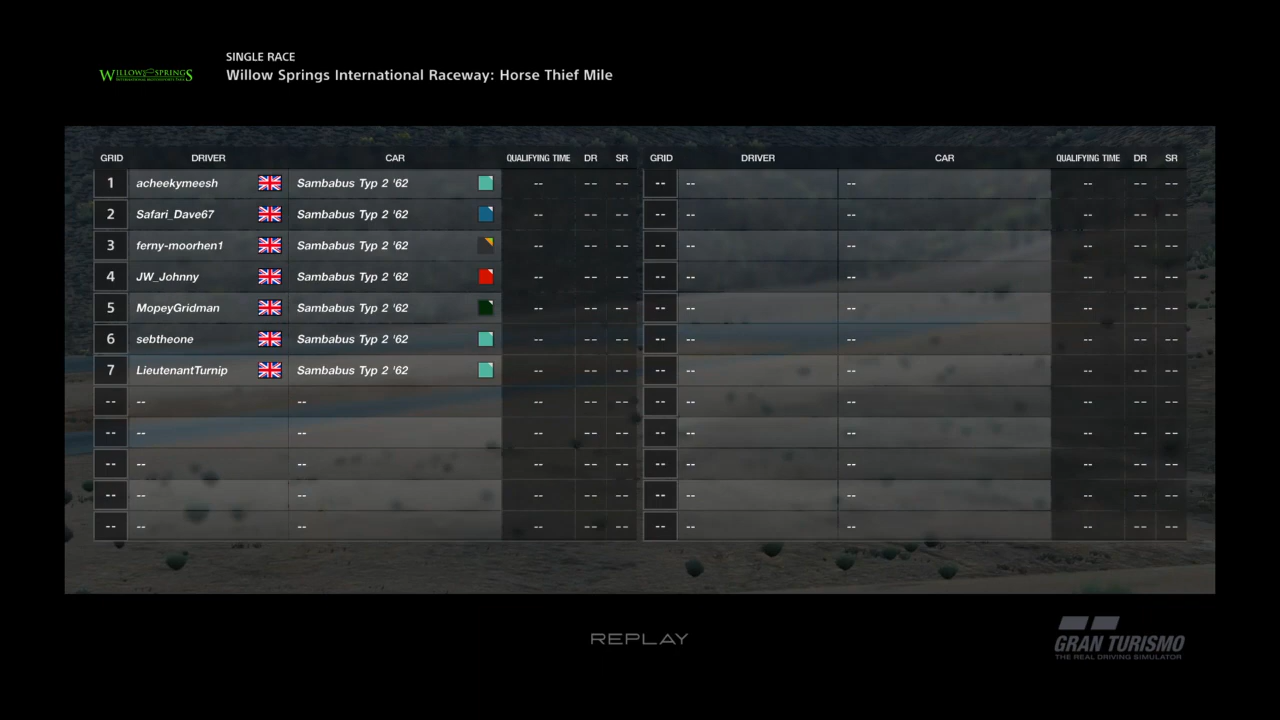 SINGLE RACE
WILLOW SPRINGS Willow Springs International Raceway: Horse Thief Mile
GRID DRIVER CAR QUALIFYING TIME DR SR GRID DRIVER CAR QUALIFYING TIME DR SR
1 acheekymeesh Sambabus Typ 2 '62 -- -- -- -- -- -- -- -- --
2 Safari_Dave67 Sambabus Typ 2 '62 -- -- -- -- -- -- -- -- --
3 ferny-moorhen1 Sambabus Typ 2 '62 -- -- -- -- -- -- -- -- --
4 JW_Johnny Sambabus Typ 2 '62 -- -- -- -- -- -- -- -- --
5 MopeyGridman Sambabus Typ 2 '62 -- -- -- -- -- -- -- -- --
6 sebtheone Sambabus Typ 2 '62 -- -- -- -- -- -- -- -- --
7 LieutenantTurnip Sambabus Typ 2 '62 -- -- -- -- -- -- -- -- --
-- -- -- -- -- -- -- -- -- -- -- --
-- -- -- -- -- -- -- -- -- -- -- --
-- -- -- -- -- -- -- -- -- -- -- --
-- -- -- -- -- -- -- -- -- -- -- --
-- -- -- -- -- -- -- -- -- -- -- --
REPLAY
GRAN TURISMO
THE REAL DRIVING SIMULATOR